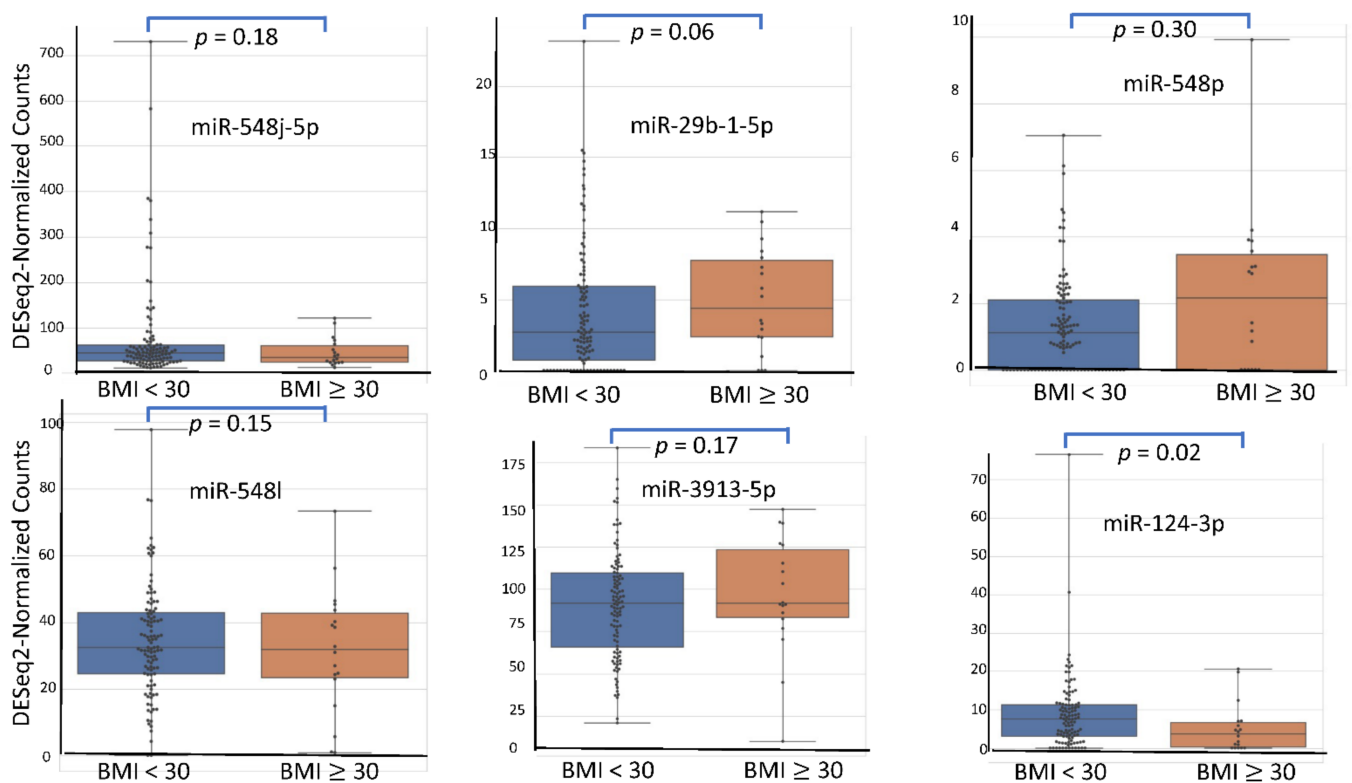 p = 0.18
700
600
500
400
300
200
100
0
DESeq2-Normalized Counts
miR-548j-5p
BMI < 30
BMI ≥ 30
p = 0.06
20
15
10
5
0
miR-29b-1-5p
BMI < 30
BMI ≥ 30
p = 0.30
10
8
6
4
2
0
miR-548p
BMI < 30
BMI ≥ 30
p = 0.15
100
80
60
40
20
0
DESeq2-Normalized Counts
miR-548l
BMI < 30
BMI ≥ 30
p = 0.17
175
150
125
100
75
50
25
0
miR-3913-5p
BMI < 30
BMI ≥ 30
p = 0.02
70
60
50
40
30
20
10
0
miR-124-3p
BMI < 30
BMI ≥ 30